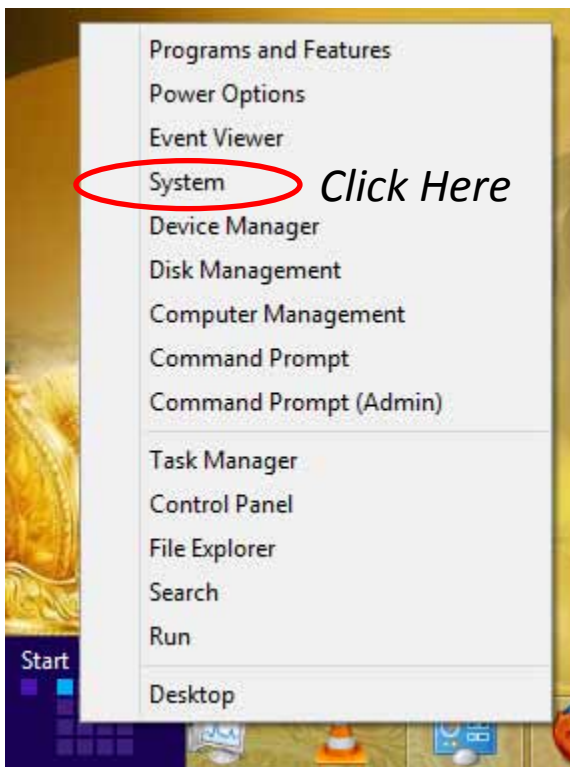 Programs and Features
Power Options
Event Viewer
System Click Here
Device Manager
Disk Management
Computer Management
Command Prompt
Command Prompt (Admin)
Task Manager
Control Panel
File Explorer
Search
Run
Start
Desktop